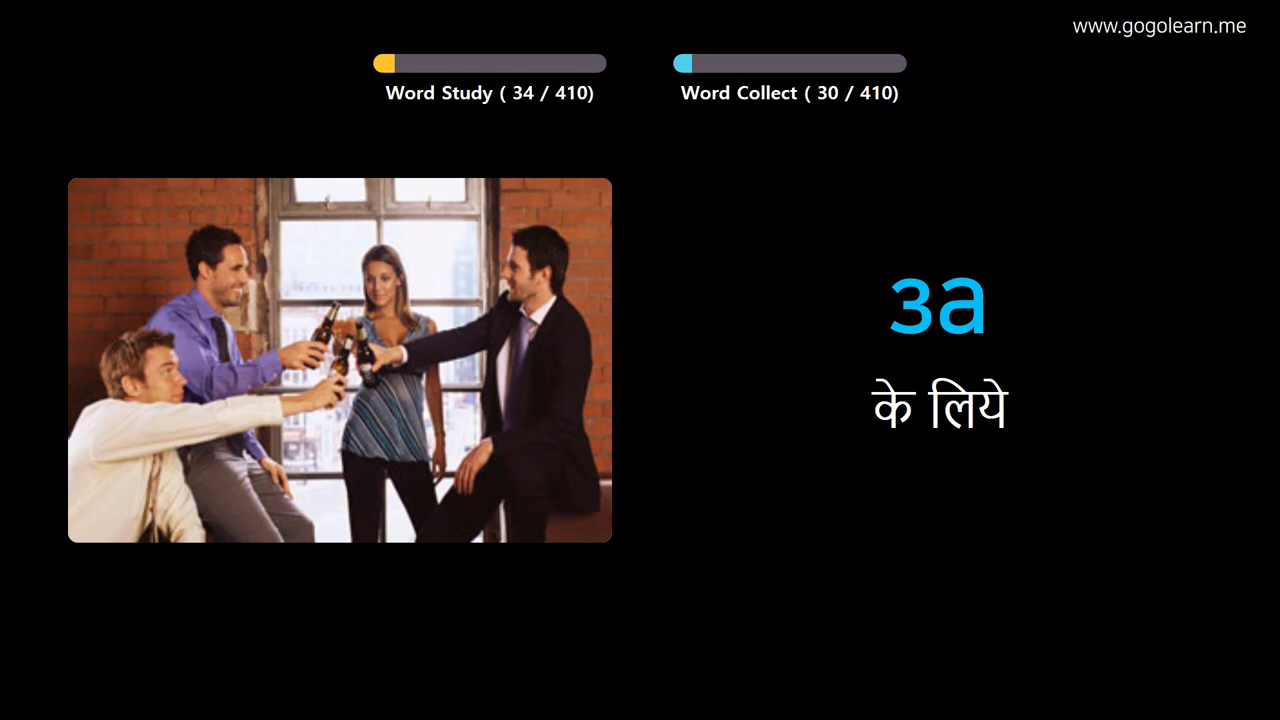 www.gogolearn.me
Word Study ( 34 / 410)
Word Collect ( 30 / 410)
за
के लिये